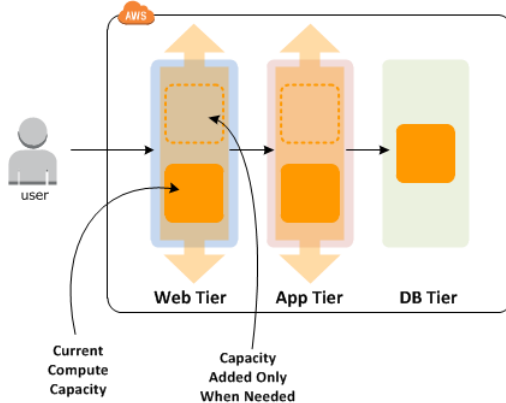 AWS
user
Web Tier
App Tier
DB Tier
Current
Compute
Capacity
Capacity
Added Only
When Needed